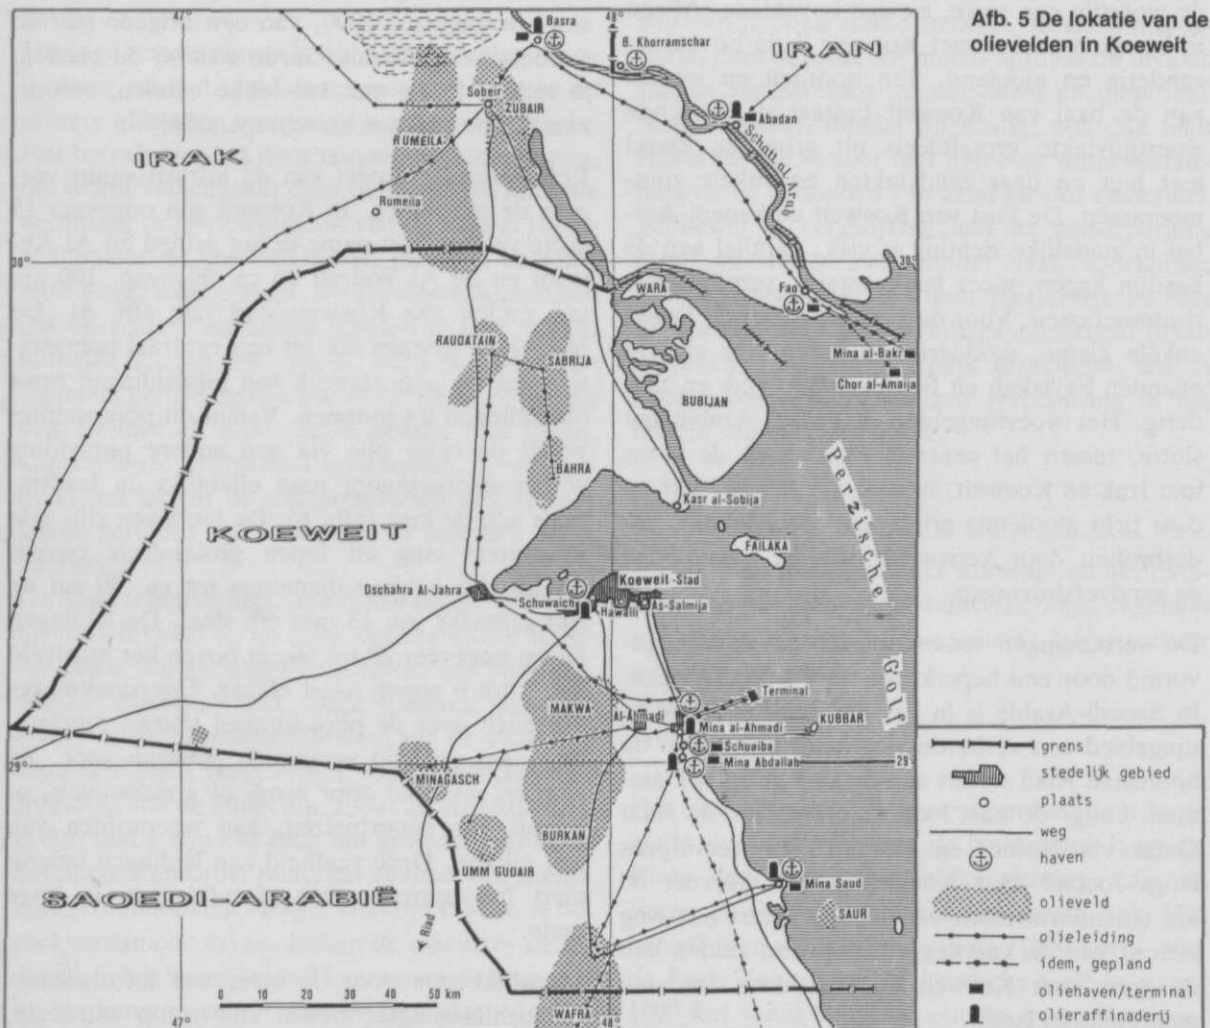 47°
48°
Afb. 5 De lokatie van de
olievelden in Koeweit
Basra
B. Khorramschar
IRAN
Sobeir
ZUBAIR
Abadan
RUMEILA
IRAK
Schatt al-Arab
Rumeila
30°
30°
WARA
Fao
RAUDATAIN
SABRIJA
Mina al-Bakr
Chor al-Amaija
BUBIJAN
BAHRA
Perzische
Kasr al-Sobija
KOEWEIT
FAILAKA
Dschahra Al-Jahra
Koeweit-Stad
Schuwaich
Hawalli
As-Salmija
Golf
MAKWA
Terminal
Al-Ahmadi
Mina al-Ahmadi
KUBBAR
Schuaiba
29°
MINAGASCH
Mina Abdallah
29°
BURKAN
UMM GUDAIR
Mina Saud
SAOEDI-ARABIË
Riad
SAUR
0 10 20 30 40 50 km
WAFRA
47°
48°
grens
stedelijk gebied
plaats
weg
haven
olieveld
olieleiding
iden, gepland
oliehaven/terminal
olieraffinaderij